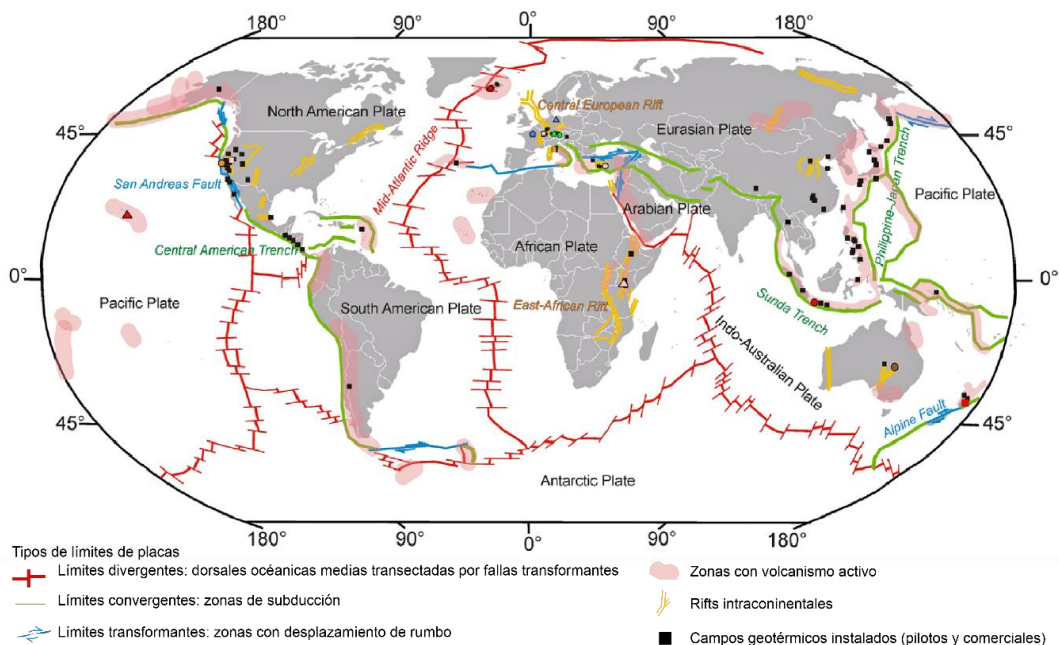 180° 90° 0° 90° 180°
North American Plate
Central European Rift
45° Eurasian Plate 45°
Mid-Atlantic Ridge
San Andreas Fault
Philippine-Japan Trench
Pacific Plate
Arabian Plate
Central American Trench
African Plate
0° 0°
Pacific Plate
South American Plate
East-African Rift
Sunda Trench
Indo-Australian Plate
45° Alpine Fault 45°
Antarctic Plate
180° 90° 0° 90° 180°
Tipos de límites de placas
Límites divergentes: dorsales océanicas medias transectadas por fallas transformantes
Límites convergentes: zonas de subducción
Límites transformantes: zonas con desplazamiento de rumbo
Zonas con volcanismo activo
Rifts intraconinentales
Campos geotérmicos instalados (pilotos y comerciales)